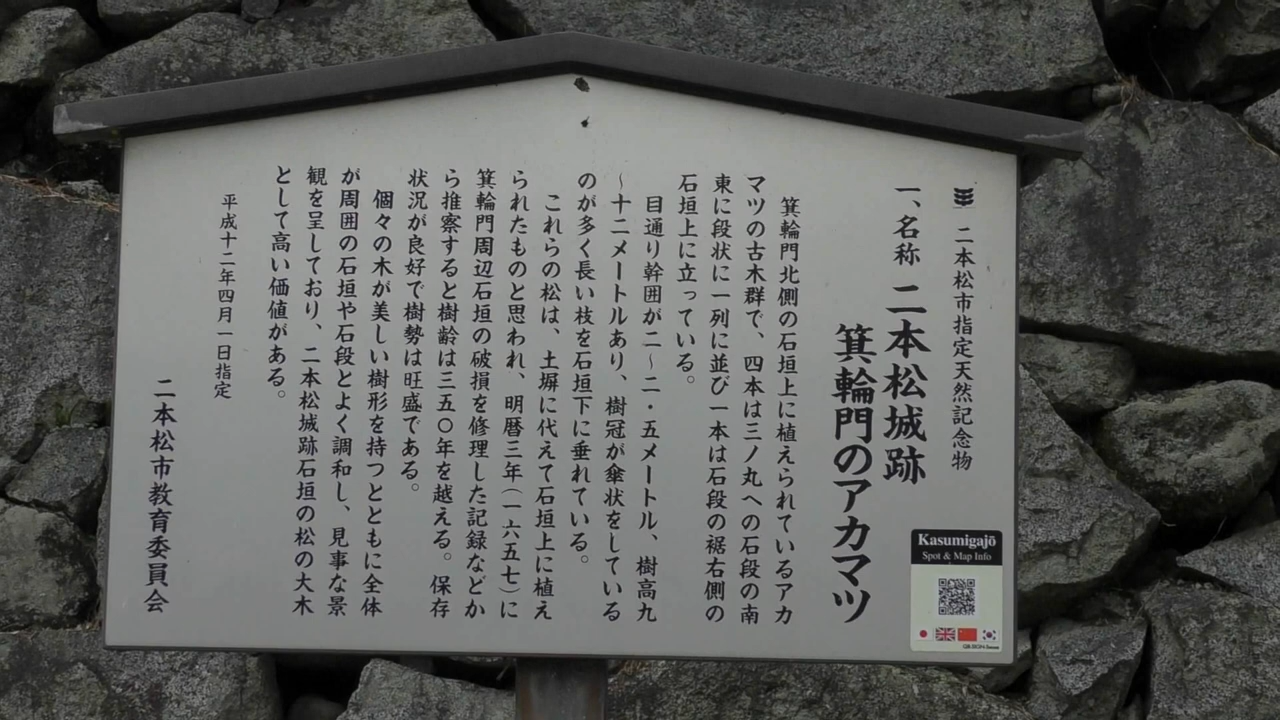 二本松市指定天然記念物
一、名称 二本松城跡
箕輪門のアカマツ
箕輪門北側の石垣上に植えられているアカ
マツの古木群で、四本は三ノ丸への石段の南
東に段状に一列に並び一本は石段の裾右側の
石垣上に立っている。
目通り幹囲が二～二・五メートル、樹高九
～十二メートルあり、樹冠が傘状をしている
のが多く長い枝を石垣下に垂れている。
これらの松は、土塀に代えて石垣上に植え
られたものと思われ、明暦三年(一六五七)に
箕輪門周辺石垣の破損を修理した記録などか
ら推察すると樹齢は三五〇年を越える。保存
状況が良好で樹勢は旺盛である。
個々の木が美しい樹形を持つとともに全体
が周囲の石垣や石段とよく調和し、見事な景
観を呈しており、二本松城跡石垣の松の大木
として高い価値がある。
平成十二年四月一日指定
二本松市教育委員会
Kasumigajō
Spot & Map Info